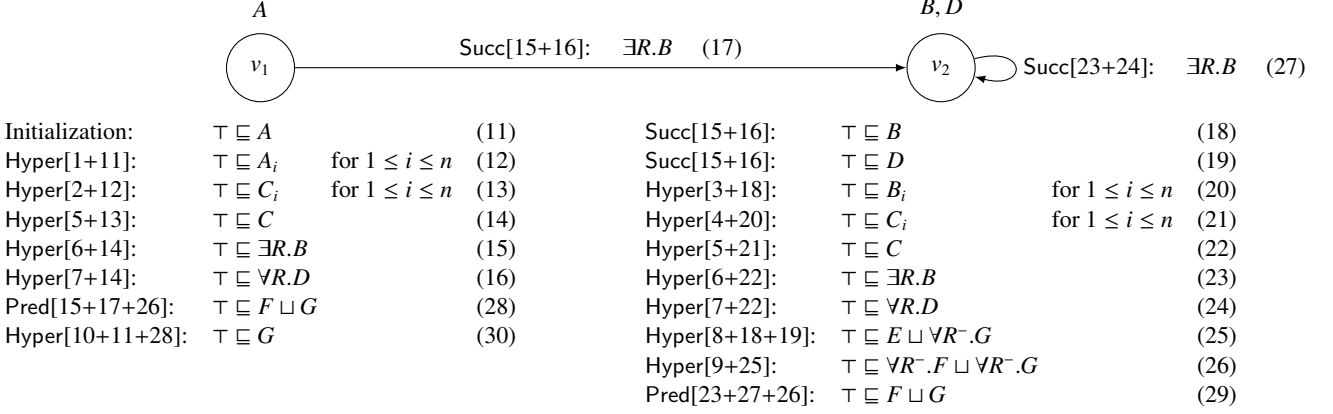 A
B, D
Succ[15+16]: ∃R.B (17)
v₁
v₂
Succ[23+24]: ∃R.B (27)
Initialization: ⊤ ⊑ A (11)
Hyper[1+11]: ⊤ ⊑ Aᵢ for 1 ≤ i ≤ n (12)
Hyper[2+12]: ⊤ ⊑ Cᵢ for 1 ≤ i ≤ n (13)
Hyper[5+13]: ⊤ ⊑ C (14)
Hyper[6+14]: ⊤ ⊑ ∃R.B (15)
Hyper[7+14]: ⊤ ⊑ ∀R.D (16)
Pred[15+17+26]: ⊤ ⊑ F ⊔ G (28)
Hyper[10+11+28]: ⊤ ⊑ G (30)
Succ[15+16]: ⊤ ⊑ B (18)
Succ[15+16]: ⊤ ⊑ D (19)
Hyper[3+18]: ⊤ ⊑ Bᵢ for 1 ≤ i ≤ n (20)
Hyper[4+20]: ⊤ ⊑ Cᵢ for 1 ≤ i ≤ n (21)
Hyper[5+21]: ⊤ ⊑ C (22)
Hyper[6+22]: ⊤ ⊑ ∃R.B (23)
Hyper[7+22]: ⊤ ⊑ ∀R.D (24)
Hyper[8+18+19]: ⊤ ⊑ E ⊔ ∀R⁻.G (25)
Hyper[9+25]: ⊤ ⊑ ∀R⁻.F ⊔ ∀R⁻.G (26)
Pred[23+27+26]: ⊤ ⊑ F ⊔ G (29)